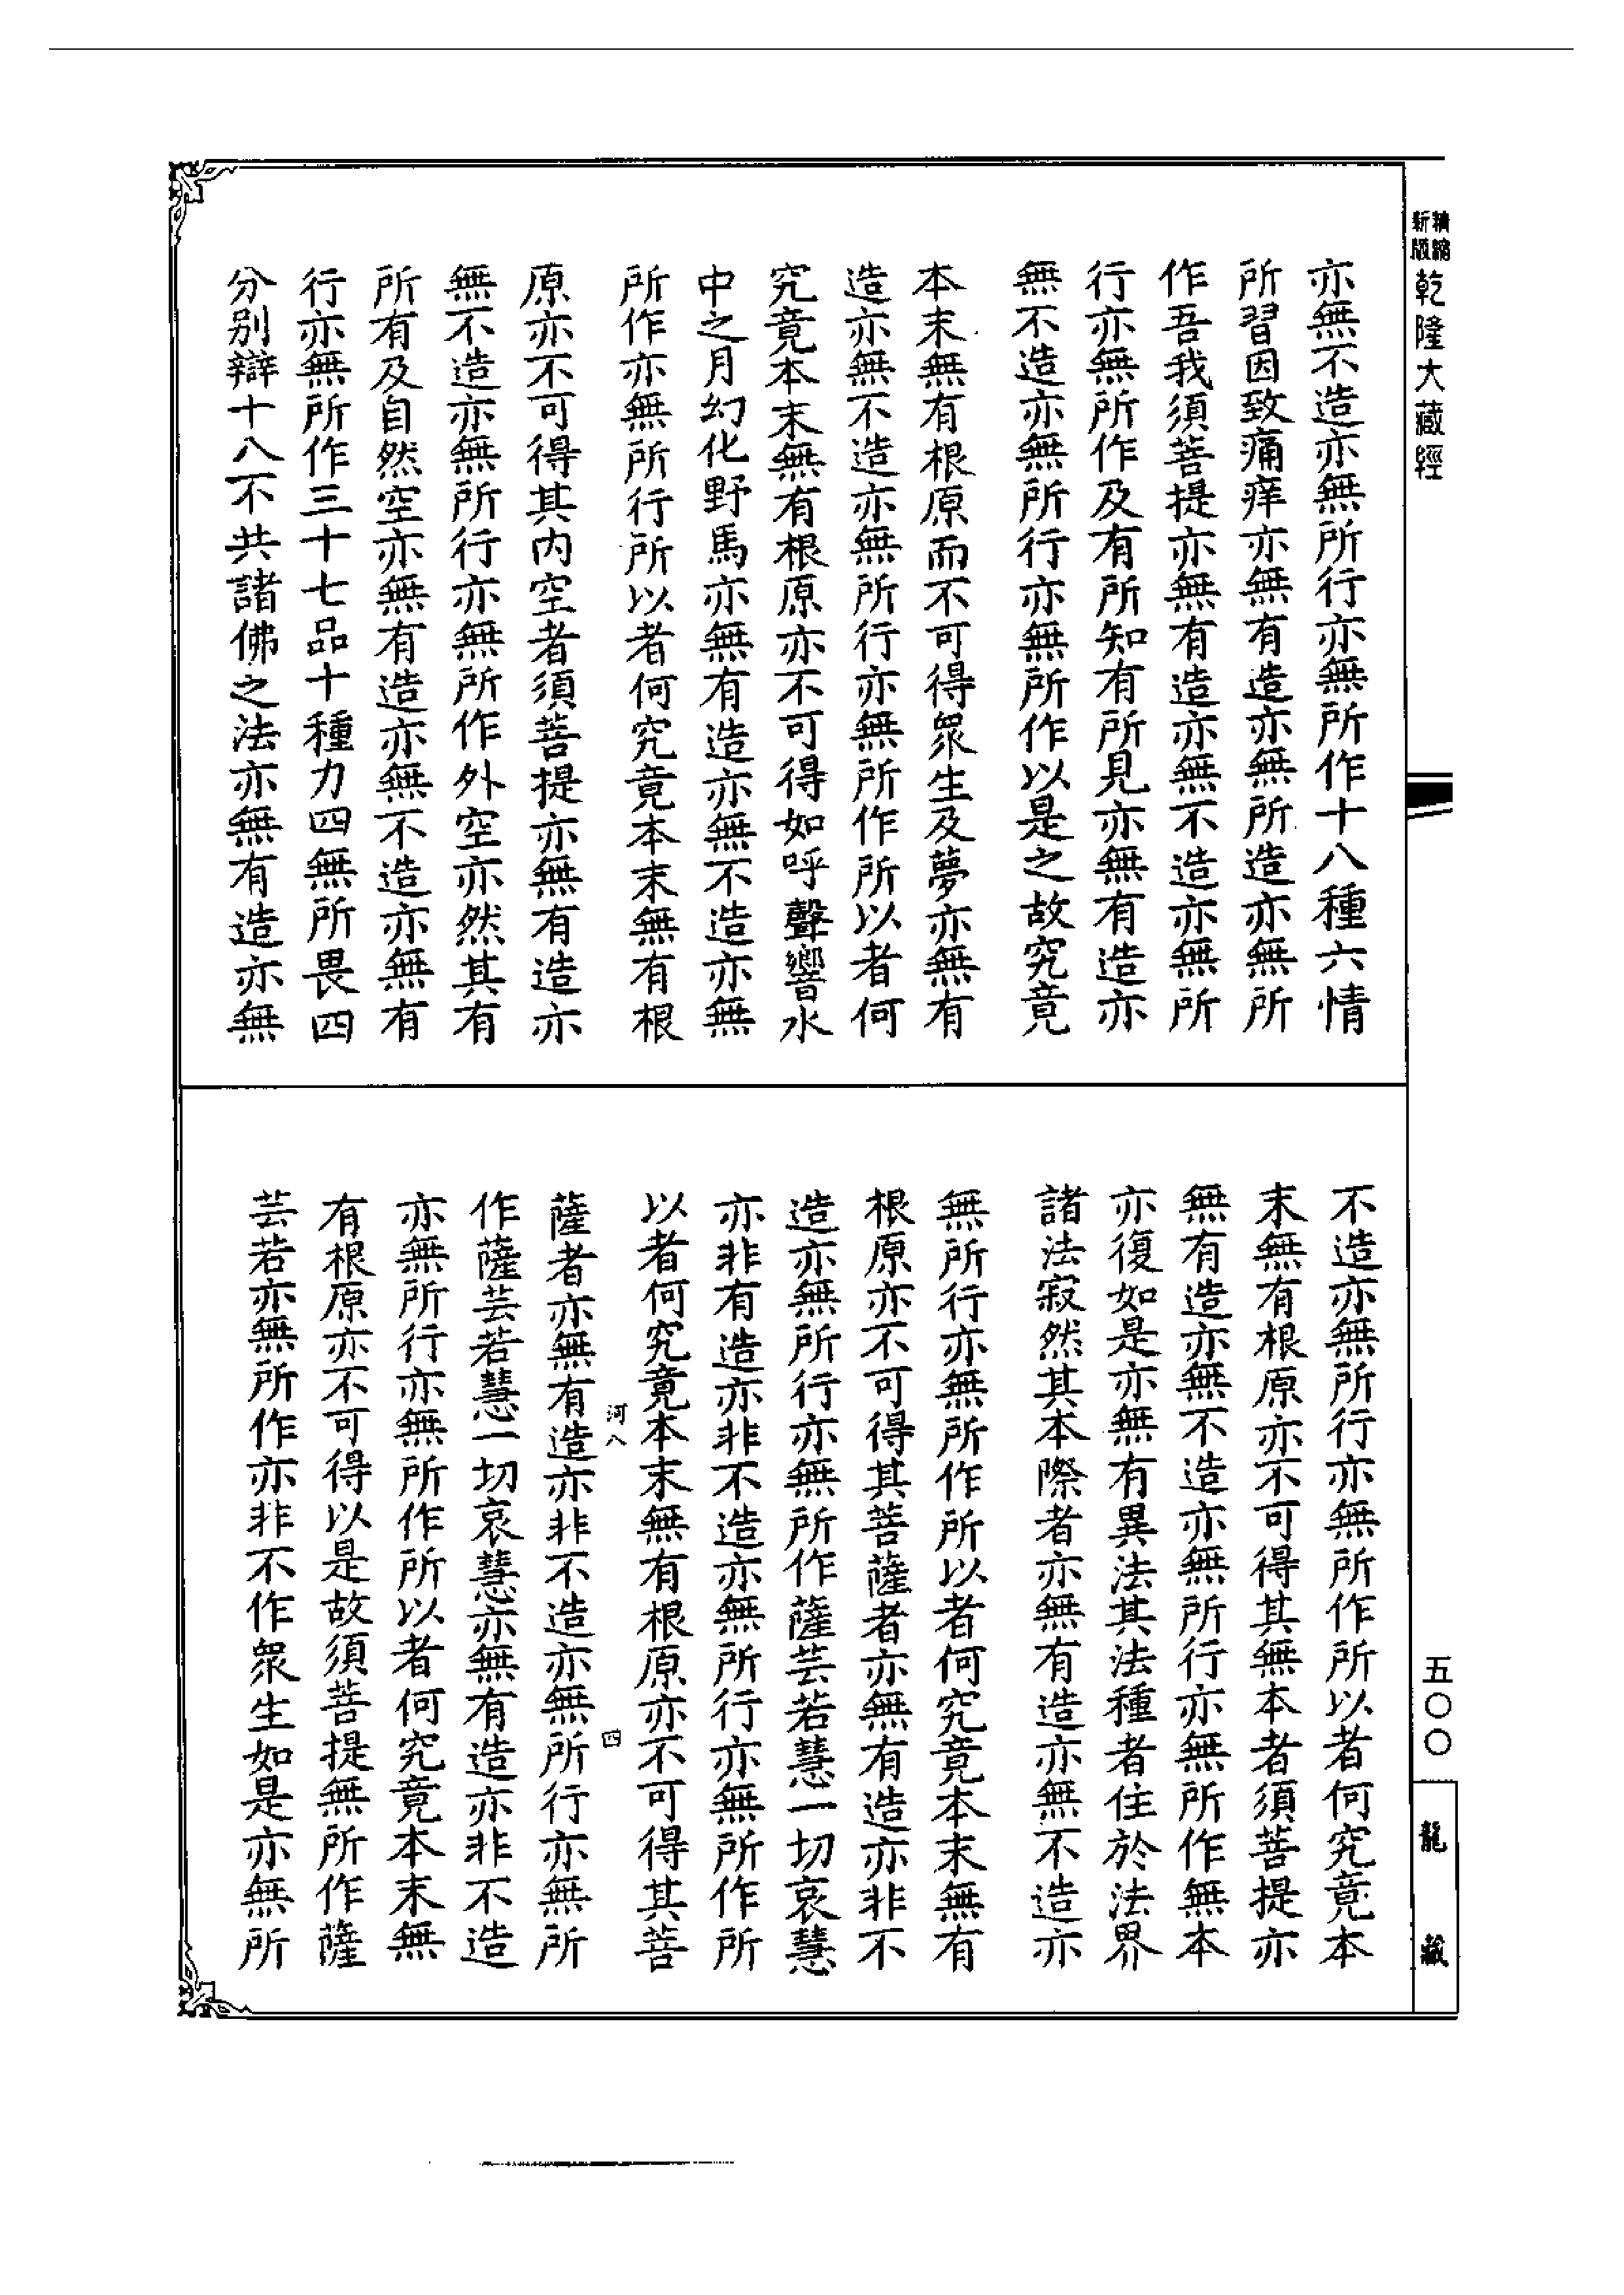 精縮新版乾隆大藏經
亦無不造亦無所行亦無所作十八種六情
所習因致痛痒亦無有造亦無所造亦無所
作吾我須菩提亦無有造亦無不造亦無所
行亦無所作及有所知有所見亦無有造亦
無不造亦無所行亦無所作以是之故究竟
本末無有根原而不可得眾生及夢亦無有
造亦無不造亦無所行亦無所作所以者何
究竟本末無有根原亦不可得如呼聲響水
中之月幻化野馬亦無有造亦無不造亦無
所作亦無所行所以者何究竟本末無有根
原亦不可得其內空者須菩提亦無有造亦
無不造亦無所行亦無所作外空亦然其有
所有及自然空亦無有造亦無不造亦無有
行亦無所作三十七品十種力四無所畏四
分別辯十八不共諸佛之法亦無有造亦無
不造亦無所行亦無所作所以者何究竟本
末無有根原亦不可得其無本者須菩提亦
無有造亦無不造亦無所行亦無所作無本
亦復如是亦無有異法其法種者住於法界
諸法寂然其本際者亦無有造亦無不造亦
無所行亦無所作所以者何究竟本末無有
根原亦不可得其菩薩者亦無有造亦非不
造亦無所行亦無所作薩芸若慧一切哀慧
亦非有造亦非不造亦無所行亦無所作所
以者何究竟本末無有根原亦不可得其菩
河八 四
薩者亦無有造亦非不造亦無所行亦無所
作薩芸若慧一切哀慧亦無有造亦非不造
亦無所行亦無所作所以者何究竟本末無
有根原亦不可得以是故須菩提無所作薩
芸若亦無所作亦非不作眾生如是亦無所
五〇〇
龍藏